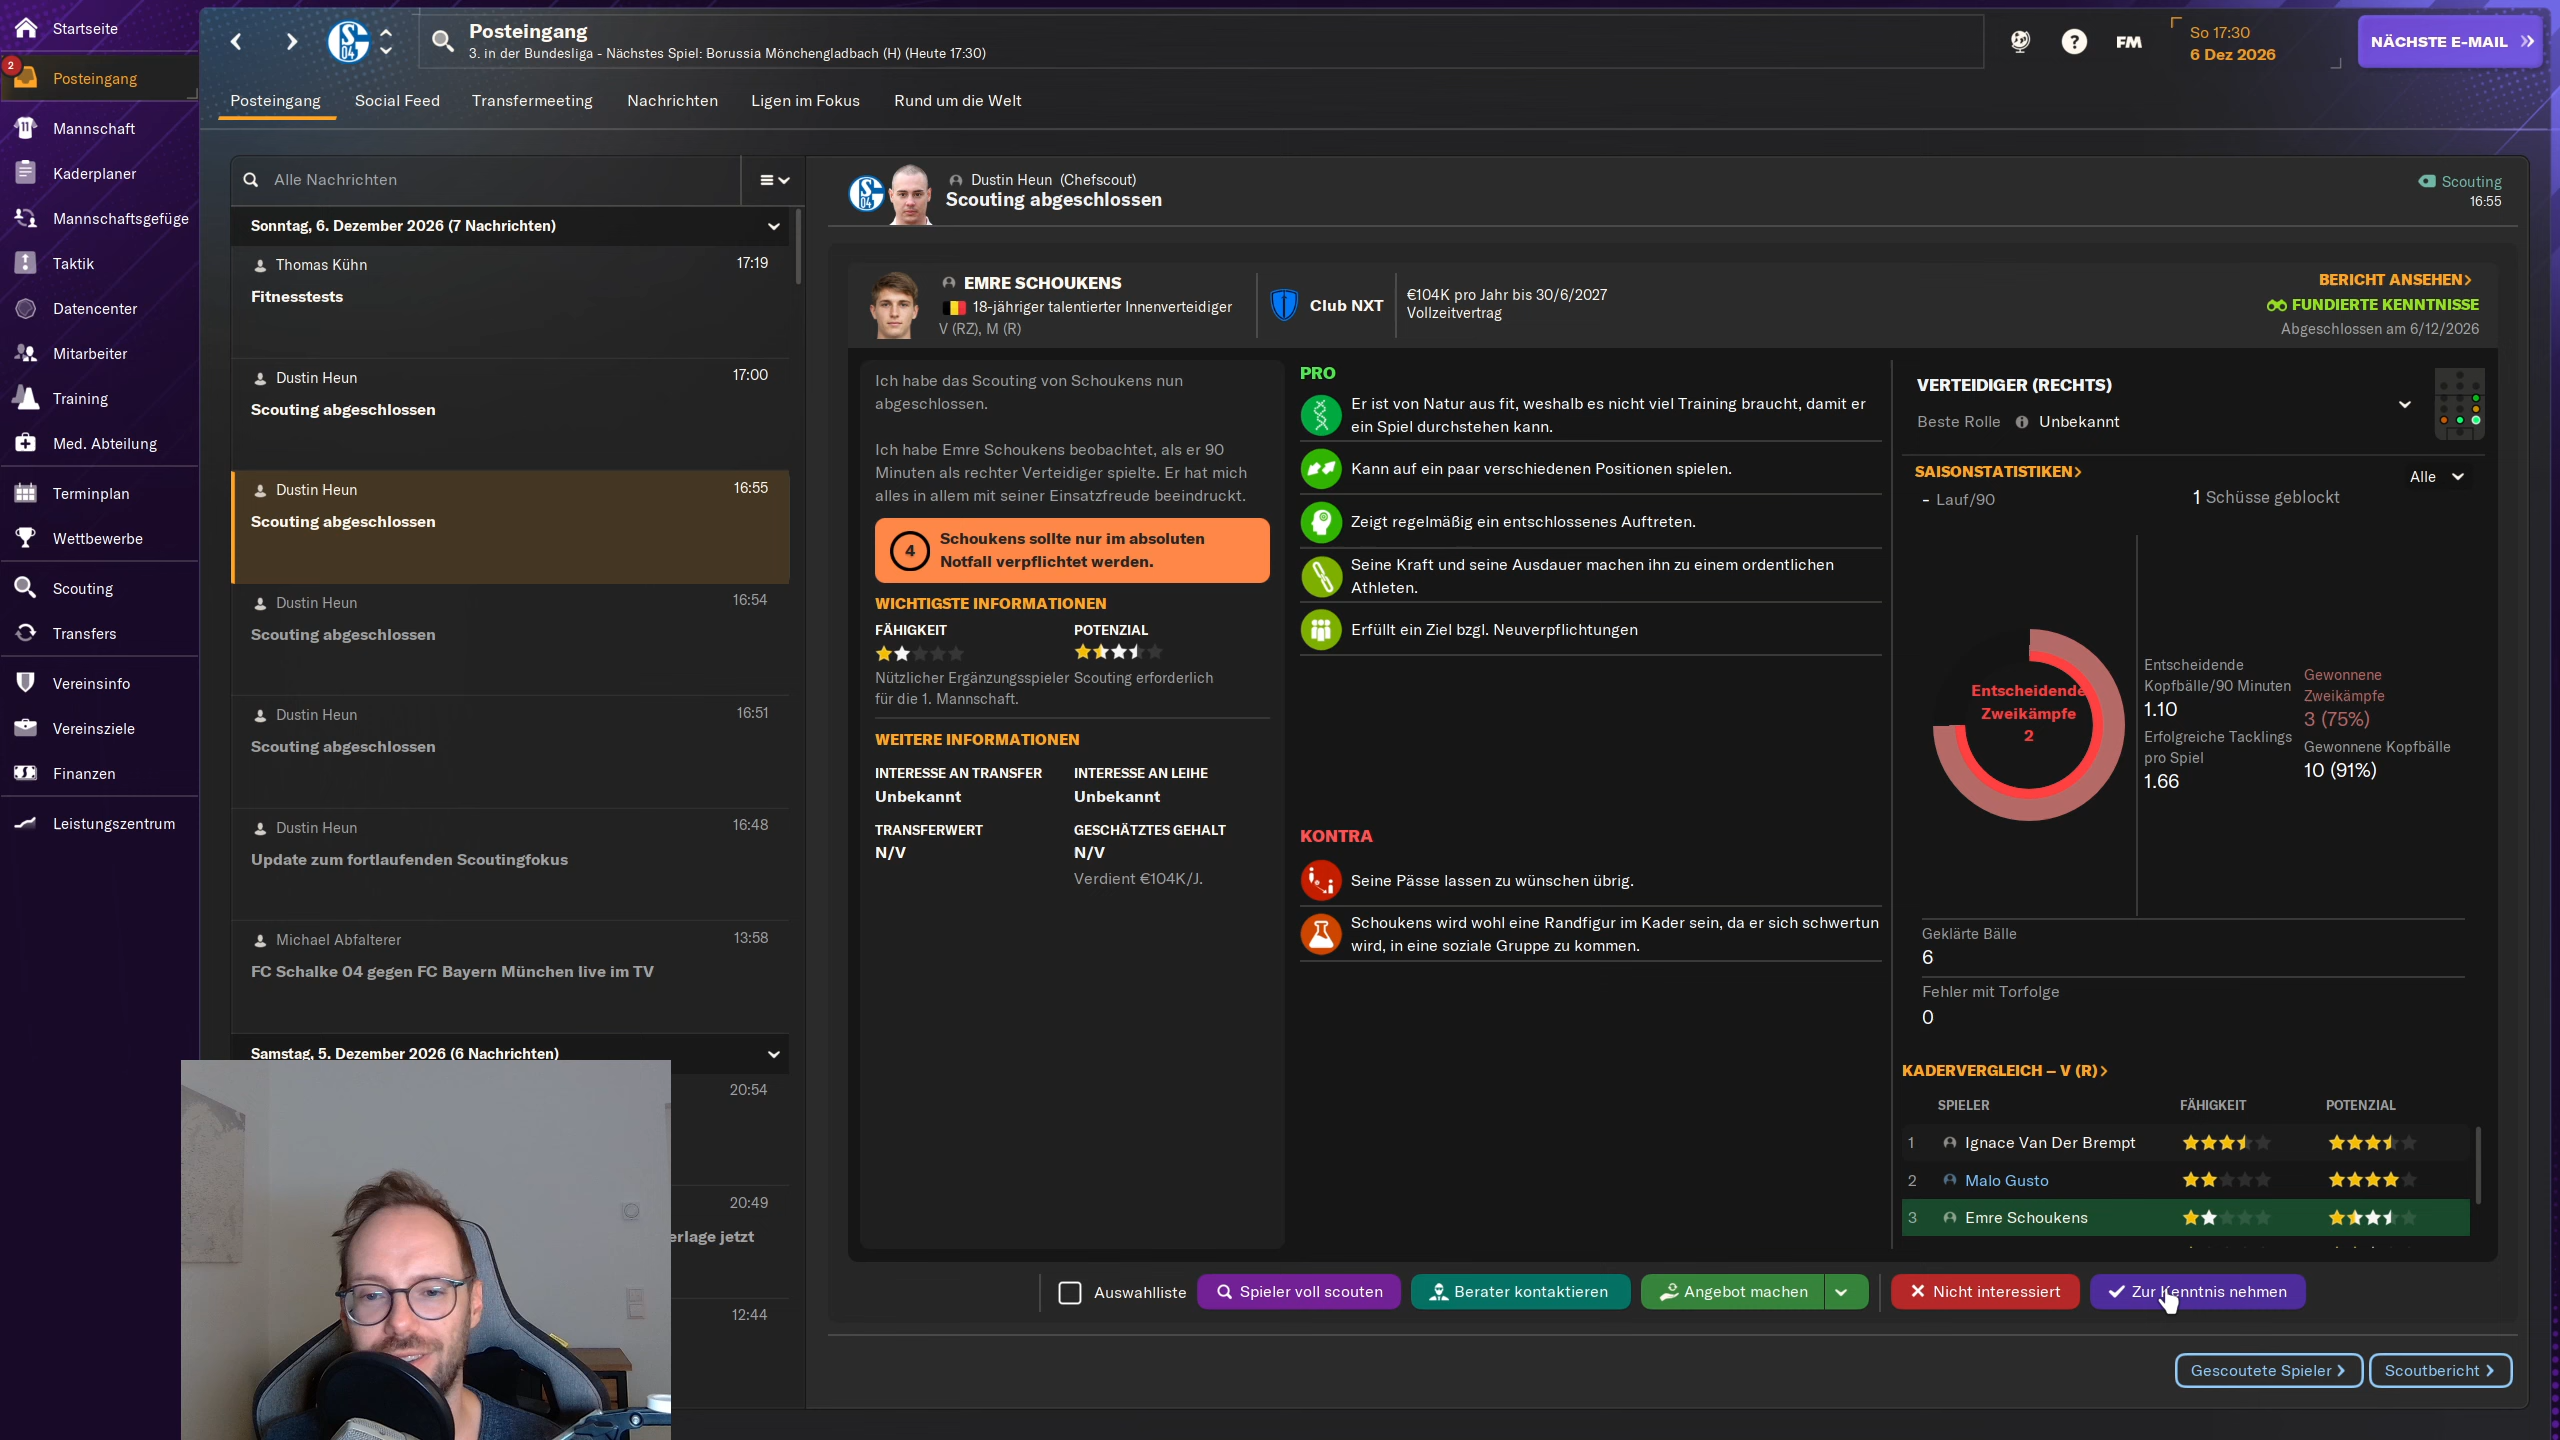 Startseite
2
Posteingang
Mannschaft
Kaderplaner
Mannschaftsgefüge
Taktik
Datencenter
Mitarbeiter
Training
Med. Abteilung
Terminplan
Wettbewerbe
Scouting
Transfers
Vereinsinfo
Vereinsziele
Finanzen
Leistungszentrum
Posteingang
3. in der Bundesliga - Nächstes Spiel: Borussia Mönchengladbach (H) (Heute 17:30)
FM
So 17:30
6 Dez 2026
NÄCHSTE E-MAIL
Posteingang
Social Feed
Transfermeeting
Nachrichten
Ligen im Fokus
Rund um die Welt
Alle Nachrichten
Sonntag, 6. Dezember 2026 (7 Nachrichten)
Thomas Kühn 17:19
Fitnesstests
Dustin Heun 17:00
Scouting abgeschlossen
Dustin Heun 16:55
Scouting abgeschlossen
Dustin Heun 16:54
Scouting abgeschlossen
Dustin Heun 16:51
Scouting abgeschlossen
Dustin Heun 16:48
Update zum fortlaufenden Scoutingfokus
Michael Abfalterer 13:58
FC Schalke 04 gegen FC Bayern München live im TV
Samstag, 5. Dezember 2026 (6 Nachrichten)
20:54
20:49
erlage jetzt
12:44
Dustin Heun (Chefscout)
Scouting abgeschlossen
Scouting
16:55
EMRE SCHOUKENS
18-jähriger talentierter Innenverteidiger
V (RZ), M (R)
Club NXT
€104K pro Jahr bis 30/6/2027
Vollzeitvertrag
BERICHT ANSEHEN
FUNDIERTE KENNTNISSE
Abgeschlossen am 6/12/2026
Ich habe das Scouting von Schoukens nun
abgeschlossen.
Ich habe Emre Schoukens beobachtet, als er 90
Minuten als rechter Verteidiger spielte. Er hat mich
alles in allem mit seiner Einsatzfreude beeindruckt.
4
Schoukens sollte nur im absoluten
Notfall verpflichtet werden.
WICHTIGSTE INFORMATIONEN
FÄHIGKEIT POTENZIAL
Nützlicher Ergänzungsspieler Scouting erforderlich
für die 1. Mannschaft.
WEITERE INFORMATIONEN
INTERESSE AN TRANSFER INTERESSE AN LEIHE
Unbekannt Unbekannt
TRANSFERWERT GESCHÄTZTES GEHALT
N/V N/V
Verdient €104K/J.
PRO
Er ist von Natur aus fit, weshalb es nicht viel Training braucht, damit er
ein Spiel durchstehen kann.
Kann auf ein paar verschiedenen Positionen spielen.
Zeigt regelmäßig ein entschlossenes Auftreten.
Seine Kraft und seine Ausdauer machen ihn zu einem ordentlichen
Athleten.
Erfüllt ein Ziel bzgl. Neuverpflichtungen
KONTRA
Seine Pässe lassen zu wünschen übrig.
Schoukens wird wohl eine Randfigur im Kader sein, da er sich schwertun
wird, in eine soziale Gruppe zu kommen.
VERTEIDIGER (RECHTS)
Beste Rolle Unbekannt
SAISONSTATISTIKEN Alle
- Lauf/90 1 Schüsse geblockt
Entscheidende
Zweikämpfe
2
Entscheidende
Kopfbälle/90 Minuten
1.10
Erfolgreiche Tacklings
pro Spiel
1.66
Gewonnene
Zweikämpfe
3 (75%)
Gewonnene Kopfbälle
10 (91%)
Geklärte Bälle
6
Fehler mit Torfolge
0
KADERVERGLEICH – V (R)
SPIELER FÄHIGKEIT POTENZIAL
1 Ignace Van Der Brempt
2 Malo Gusto
3 Emre Schoukens
Auswahlliste
Spieler voll scouten
Berater kontaktieren
Angebot machen
Nicht interessiert
Zur Kenntnis nehmen
Gescoutete Spieler
Scoutbericht